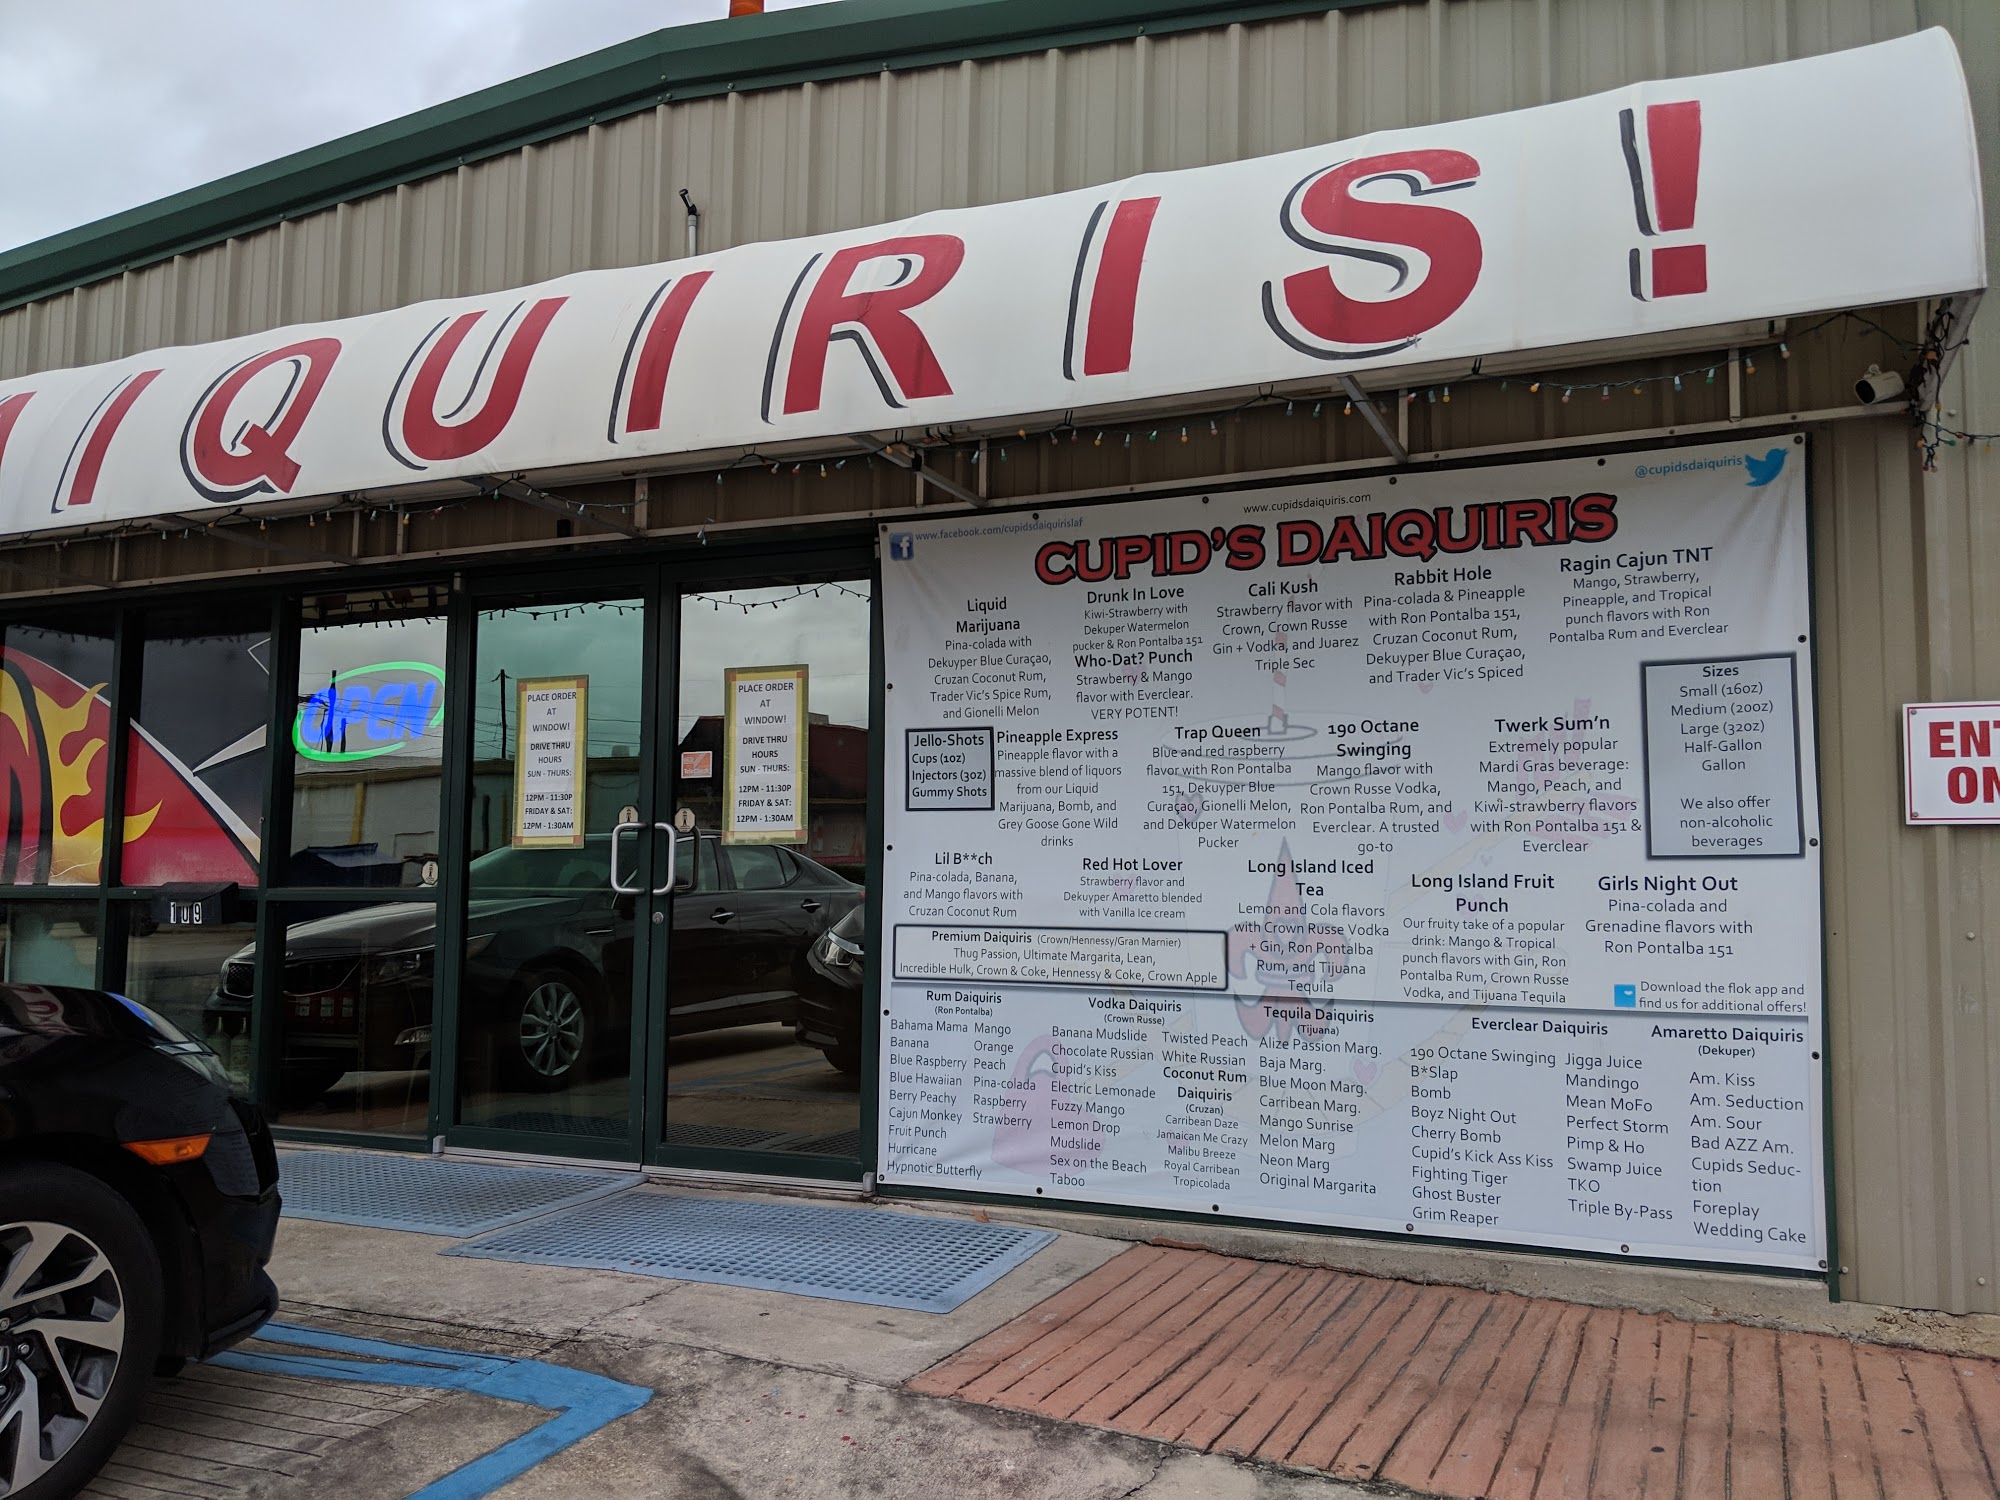 AIQUIRIS!
OPEN
109
PLACE ORDER
AT
WINDOW!
DRIVE THRU
HOURS
SUN - THURS:
12PM - 11:30P
FRIDAY & SAT:
12PM - 1:30AM
PLACE ORDER
AT
WINDOW!
DRIVE THRU
HOURS
SUN - THURS:
12PM - 11:30P
FRIDAY & SAT:
12PM - 1:30AM
www.facebook.com/cupidsdaiquirislaf
www.cupidsdaiquiris.com
@cupidsdaiquiris
CUPID'S DAIQUIRIS
Liquid
Marijuana
Pina-colada with
Dekuyper Blue Curaçao,
Cruzan Coconut Rum,
Trader Vic's Spice Rum,
and Gionelli Melon
Drunk In Love
Kiwi-Strawberry with
Dekuper Watermelon
pucker & Ron Pontalba 151
Who-Dat? Punch
Strawberry & Mango
flavor with Everclear.
VERY POTENT!
Cali Kush
Strawberry flavor with
Crown, Crown Russe
Gin + Vodka, and Juarez
Triple Sec
Rabbit Hole
Pina-colada & Pineapple
with Ron Pontalba 151,
Cruzan Coconut Rum,
Dekuyper Blue Curaçao,
and Trader Vic's Spiced
Ragin Cajun TNT
Mango, Strawberry,
Pineapple, and Tropical
punch flavors with Ron
Pontalba Rum and Everclear
Jello-Shots
Cups (1oz)
Injectors (3oz)
Gummy Shots
Pineapple Express
Pineapple flavor with a
massive blend of liquors
from our Liquid
Marijuana, Bomb, and
Grey Goose Gone Wild
drinks
Trap Queen
Blue and red raspberry
flavor with Ron Pontalba
151, Dekuyper Blue
Curaçao, Gionelli Melon,
and Dekuper Watermelon
Pucker
190 Octane
Swinging
Mango flavor with
Crown Russe Vodka,
Ron Pontalba Rum, and
Everclear. A trusted
go-to
Twerk Sum'n
Extremely popular
Mardi Gras beverage:
Mango, Peach, and
Kiwi-strawberry flavors
with Ron Pontalba 151 &
Everclear
Sizes
Small (16oz)
Medium (20oz)
Large (32oz)
Half-Gallon
Gallon
We also offer
non-alcoholic
beverages
Lil B**ch
Pina-colada, Banana,
and Mango flavors with
Cruzan Coconut Rum
Red Hot Lover
Strawberry flavor and
Dekuyper Amaretto blended
with Vanilla Ice cream
Long Island Iced
Tea
Lemon and Cola flavors
with Crown Russe Vodka
+ Gin, Ron Pontalba
Rum, and Tijuana
Tequila
Long Island Fruit
Punch
Our fruity take of a popular
drink: Mango & Tropical
punch flavors with Gin, Ron
Pontalba Rum, Crown Russe
Vodka, and Tijuana Tequila
Girls Night Out
Pina-colada and
Grenadine flavors with
Ron Pontalba 151
Premium Daiquiris (Crown/Hennessy/Gran Marnier)
Thug Passion, Ultimate Margarita, Lean,
Incredible Hulk, Crown & Coke, Hennessy & Coke, Crown Apple
Download the flok app and
find us for additional offers!
Rum Daiquiris
(Ron Pontalba)
Bahama Mama
Banana
Blue Raspberry
Blue Hawaiian
Berry Peachy
Cajun Monkey
Fruit Punch
Hurricane
Hypnotic Butterfly
Mango
Orange
Peach
Pina-colada
Raspberry
Strawberry
Vodka Daiquiris
(Crown Russe)
Banana Mudslide
Chocolate Russian
Cupid's Kiss
Electric Lemonade
Fuzzy Mango
Lemon Drop
Mudslide
Sex on the Beach
Taboo
Twisted Peach
White Russian
Coconut Rum
Daiquiris
(Cruzan)
Carribean Daze
Jamaican Me Crazy
Malibu Breeze
Royal Carribean
Tropicolada
Tequila Daiquiris
(Tijuana)
Alize Passion Marg.
Baja Marg.
Blue Moon Marg.
Carribean Marg.
Mango Sunrise
Melon Marg
Neon Marg
Original Margarita
Everclear Daiquiris
190 Octane Swinging
B*Slap
Bomb
Boyz Night Out
Cherry Bomb
Cupid's Kick Ass Kiss
Fighting Tiger
Ghost Buster
Grim Reaper
Jigga Juice
Mandingo
Mean MoFo
Perfect Storm
Pimp & Ho
Swamp Juice
TKO
Triple By-Pass
Amaretto Daiquiris
(Dekuper)
Am. Kiss
Am. Seduction
Am. Sour
Bad AZZ Am.
Cupids Seduc-
tion
Foreplay
Wedding Cake
ENT
ON